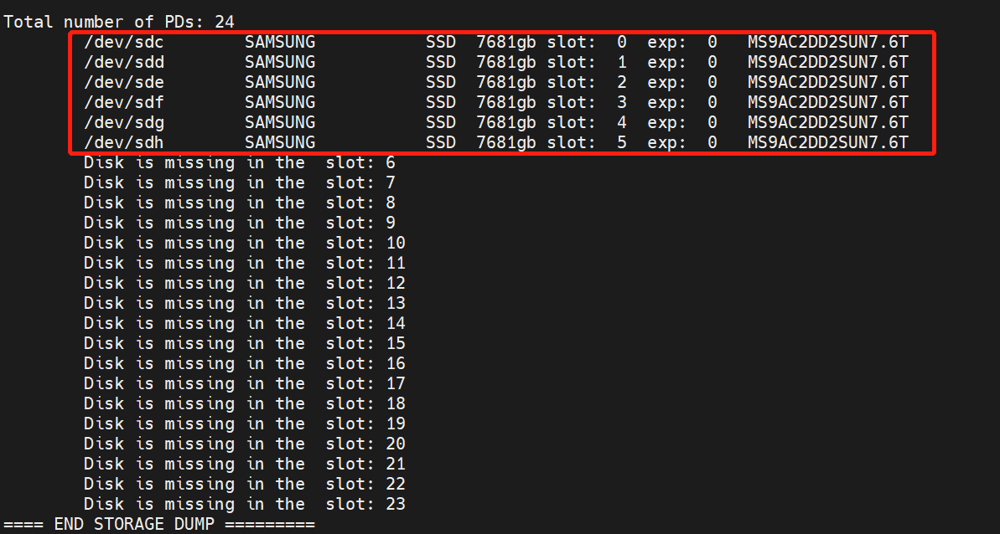 Total number of PDs: 24
/dev/sdc SAMSUNG SSD 7681gb slot: 0 exp: 0 MS9AC2DD2SUN7.6T
/dev/sdd SAMSUNG SSD 7681gb slot: 1 exp: 0 MS9AC2DD2SUN7.6T
/dev/sde SAMSUNG SSD 7681gb slot: 2 exp: 0 MS9AC2DD2SUN7.6T
/dev/sdf SAMSUNG SSD 7681gb slot: 3 exp: 0 MS9AC2DD2SUN7.6T
/dev/sdg SAMSUNG SSD 7681gb slot: 4 exp: 0 MS9AC2DD2SUN7.6T
/dev/sdh SAMSUNG SSD 7681gb slot: 5 exp: 0 MS9AC2DD2SUN7.6T
Disk is missing in the  slot: 6
Disk is missing in the  slot: 7
Disk is missing in the  slot: 8
Disk is missing in the  slot: 9
Disk is missing in the  slot: 10
Disk is missing in the  slot: 11
Disk is missing in the  slot: 12
Disk is missing in the  slot: 13
Disk is missing in the  slot: 14
Disk is missing in the  slot: 15
Disk is missing in the  slot: 16
Disk is missing in the  slot: 17
Disk is missing in the  slot: 18
Disk is missing in the  slot: 19
Disk is missing in the  slot: 20
Disk is missing in the  slot: 21
Disk is missing in the  slot: 22
Disk is missing in the  slot: 23
==== END STORAGE DUMP =========